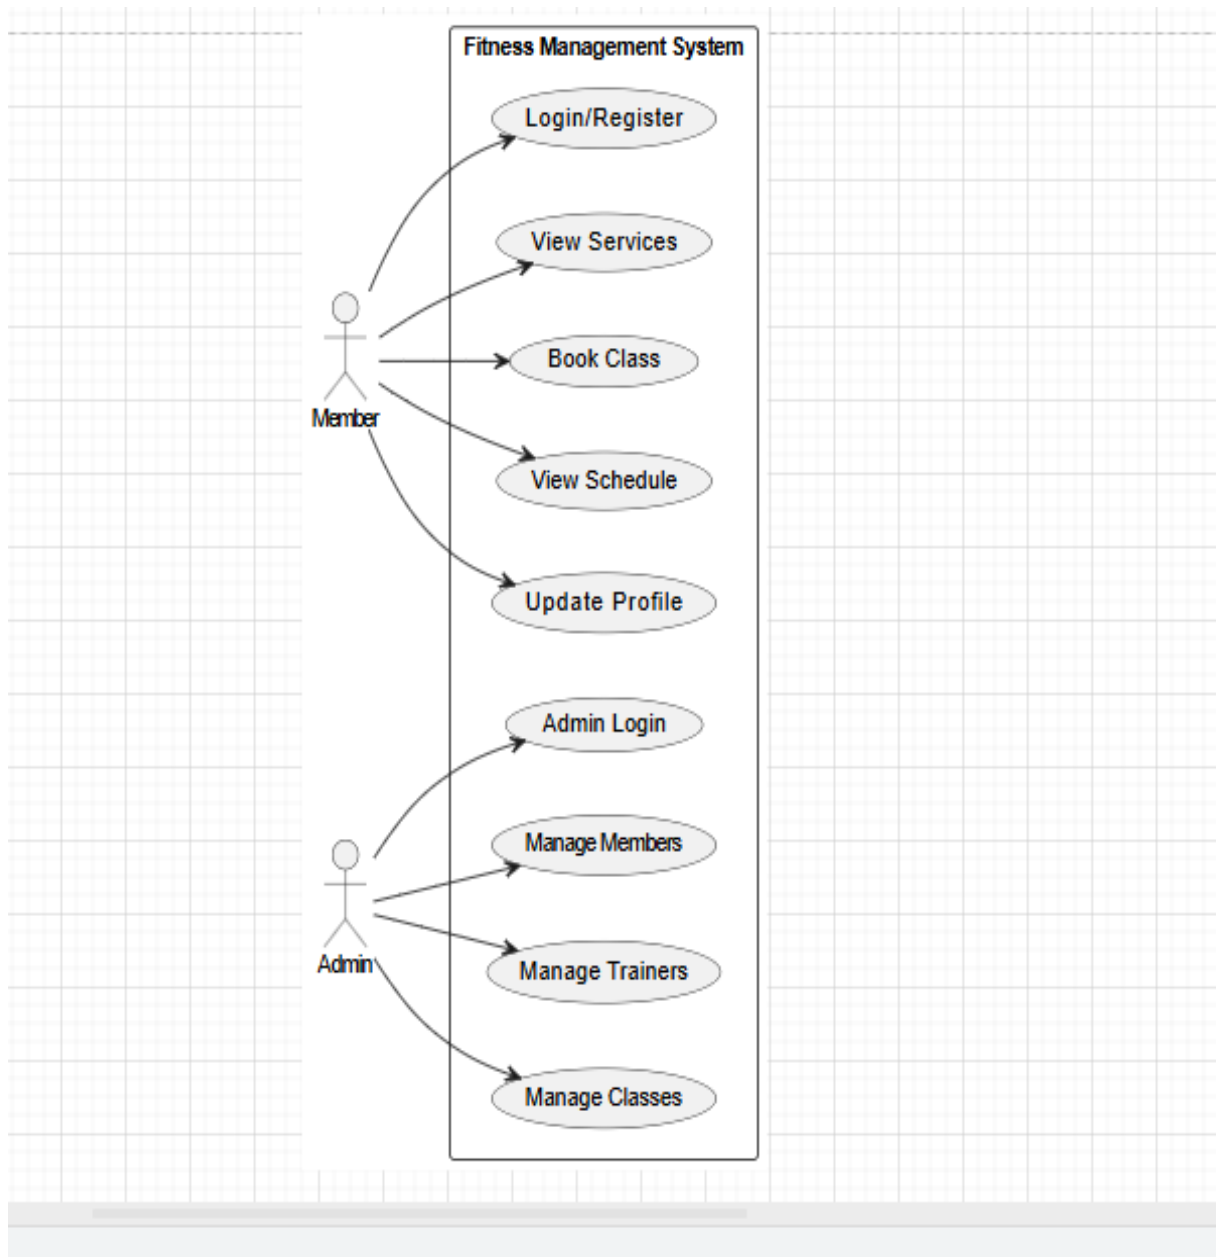 Fitness Management System
Login/Register
View Services
Book Class
Member
View Schedule
Update Profile
Admin Login
Manage Members
Admin
Manage Trainers
Manage Classes